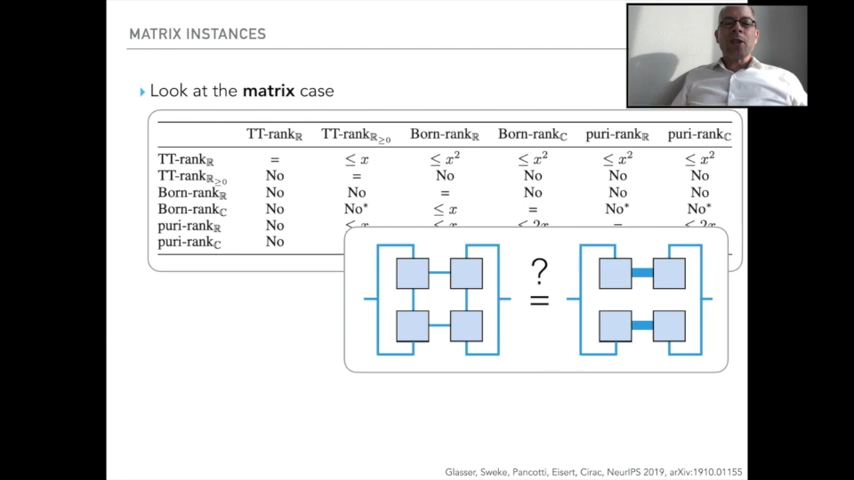 MATRIX INSTANCES
Look at the matrix case
TT-rankℝ TT-rankℝ≥0 Born-rankℝ Born-rankℂ puri-rankℝ puri-rankℂ
TT-rankℝ = ≤ x ≤ x² ≤ x² ≤ x² ≤ x²
TT-rankℝ≥0 No = No No No No
Born-rankℝ No No = No No No
Born-rankℂ No No* ≤ x = No* No*
puri-rankℝ No ≤ x ≤ x ≤ 2x = ≤ 2x
puri-rankℂ No
? =
Glasser, Sweke, Pancotti, Eisert, Cirac, NeurIPS 2019, arXiv:1910.01155